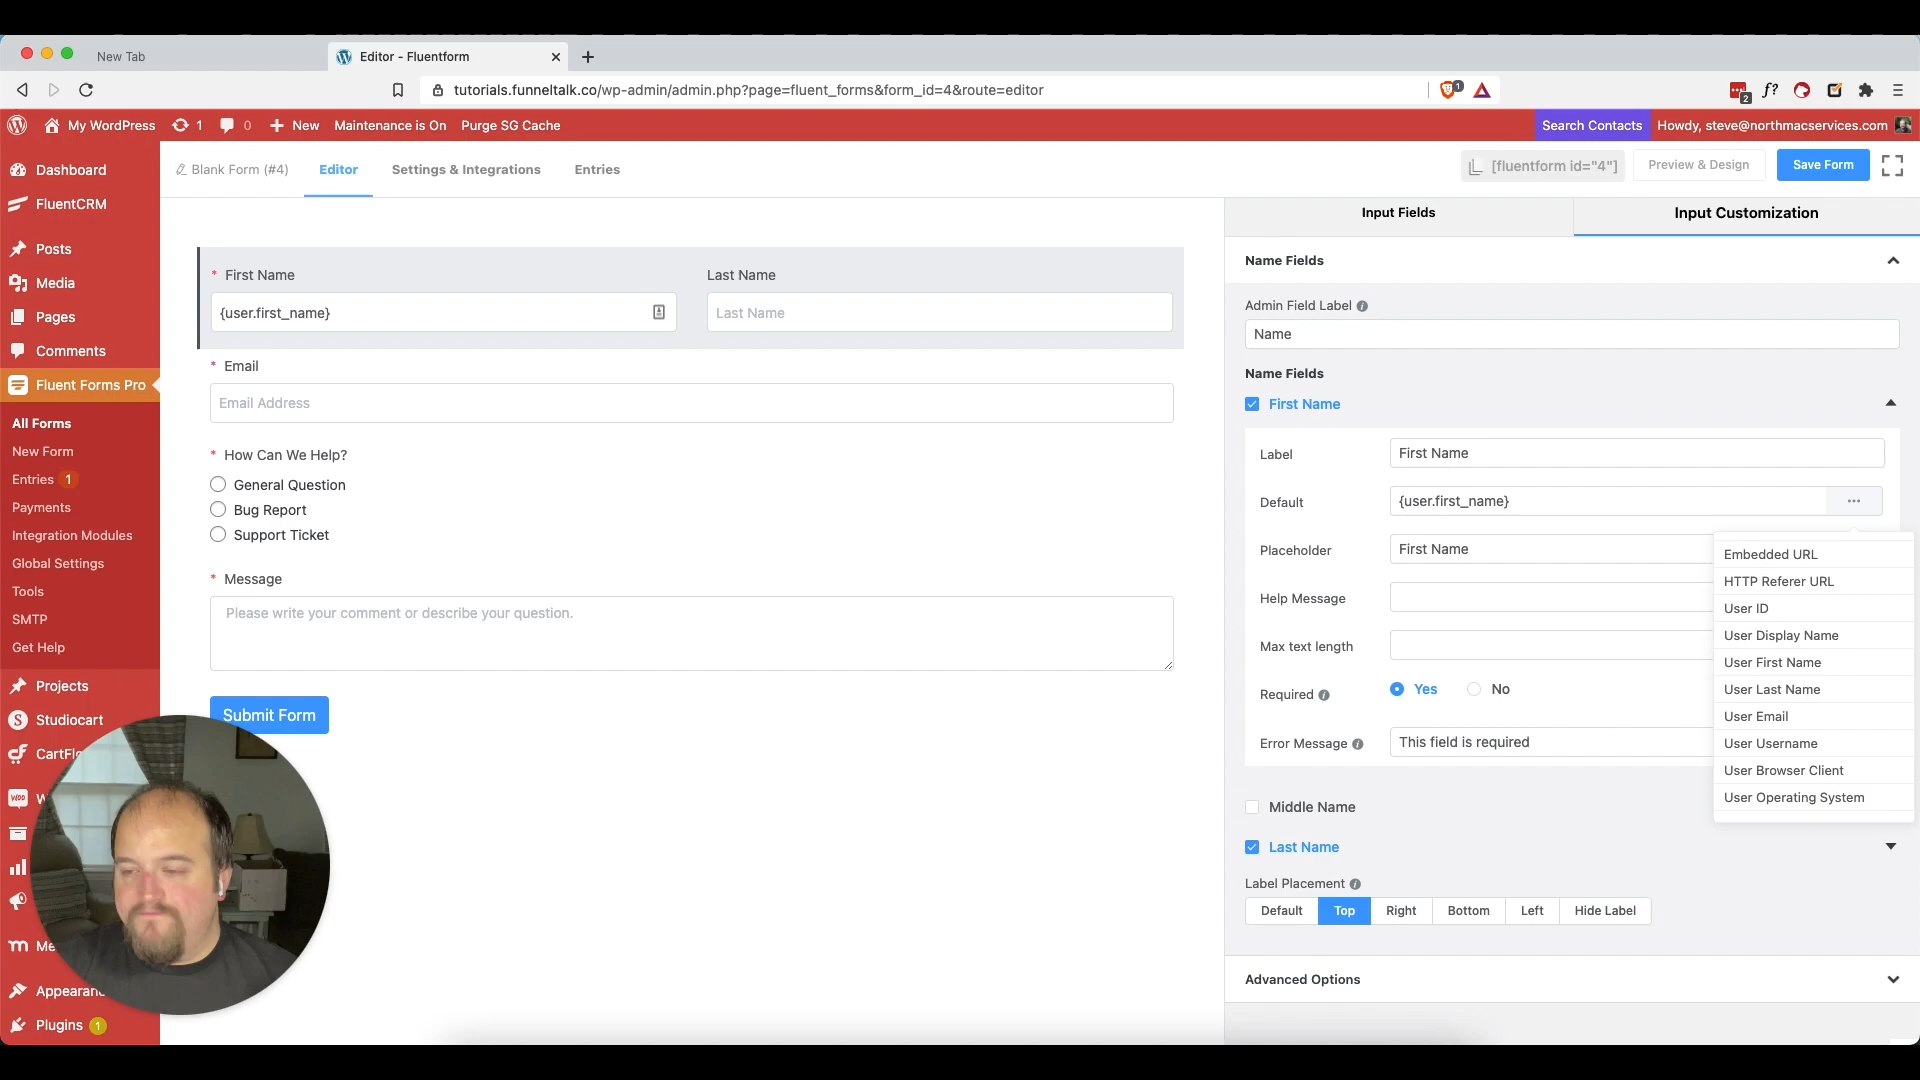 New Tab
Editor - Fluentform
tutorials.funneltalk.co/wp-admin/admin.php?page=fluent_forms&form_id=4&route=editor
1
2
f?
My WordPress
1
0
New
Maintenance is On
Purge SG Cache
Search Contacts
Howdy, steve@northmacservices.com
Dashboard
FluentCRM
Posts
Media
Pages
Comments
Fluent Forms Pro
All Forms
New Form
Entries 1
Payments
Integration Modules
Global Settings
Tools
SMTP
Get Help
Projects
Studiocart
CartFl
Woo W
Me
Appearan
Plugins 1
Blank Form (#4)
Editor
Settings & Integrations
Entries
[fluentform id="4"]
Preview & Design
Save Form
* First Name
Last Name
{user.first_name}
Last Name
* Email
Email Address
* How Can We Help?
General Question
Bug Report
Support Ticket
* Message
Please write your comment or describe your question.
Submit Form
Input Fields
Input Customization
Name Fields
Admin Field Label
Name
Name Fields
First Name
Label
First Name
Default
{user.first_name}
...
Placeholder
First Name
Help Message
Max text length
Required
Yes
No
Error Message
This field is required
Embedded URL
HTTP Referer URL
User ID
User Display Name
User First Name
User Last Name
User Email
User Username
User Browser Client
User Operating System
Middle Name
Last Name
Label Placement
Default
Top
Right
Bottom
Left
Hide Label
Advanced Options